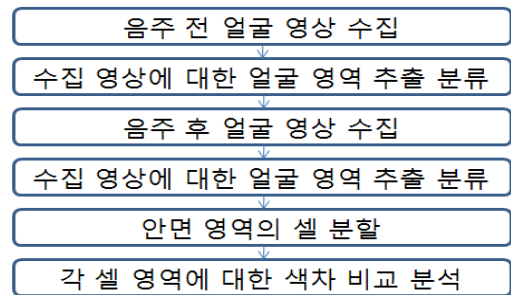 음주 전 얼굴 영상 수집
수집 영상에 대한 얼굴 영역 추출 분류
음주 후 얼굴 영상 수집
수집 영상에 대한 얼굴 영역 추출 분류
안면 영역의 셀 분할
각 셀 영역에 대한 색차 비교 분석